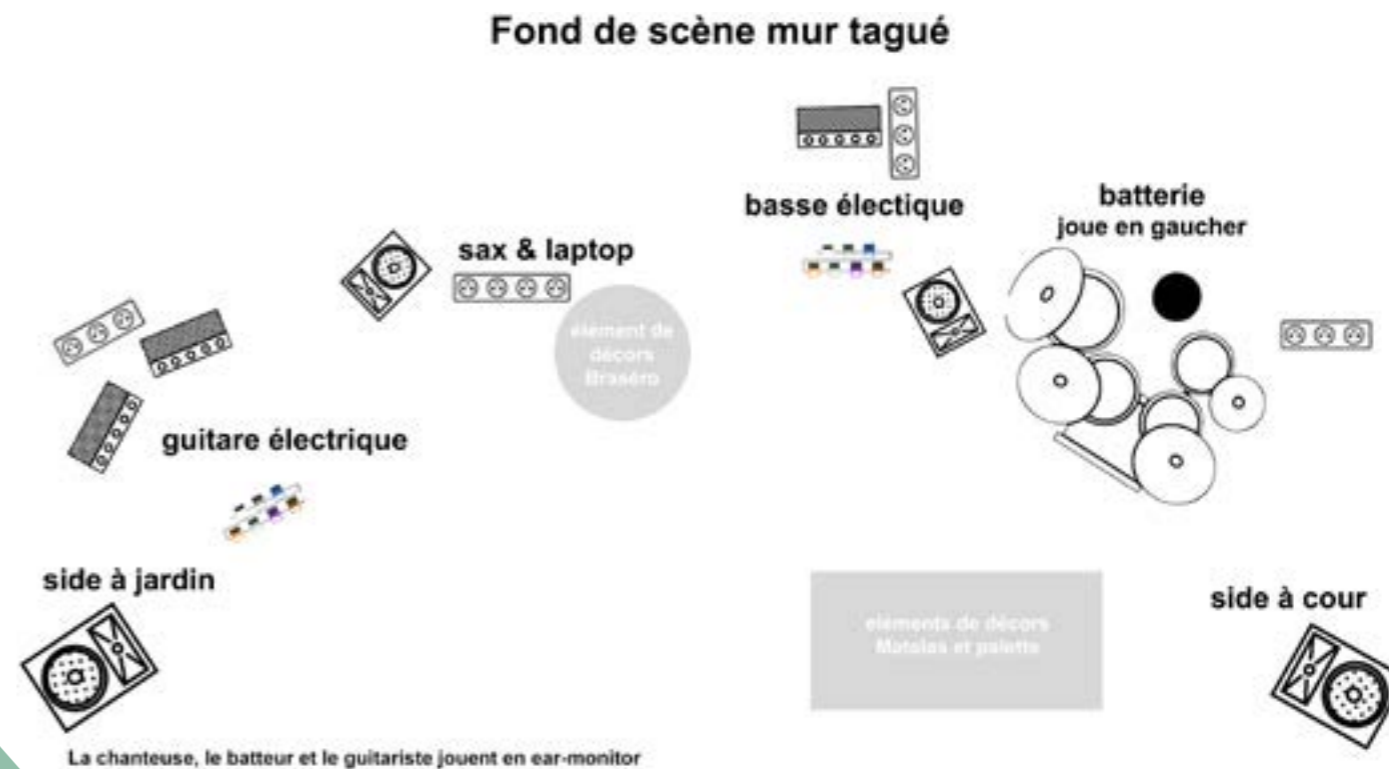 Fond de scène mur tagué
basse électique
batterie
joue en gaucher
sax & laptop
élement de
décors
Braséro
guitare électrique
side à jardin
side à cour
eléments de décors
Matelas et palette
La chanteuse, le batteur et le guitariste jouent en ear-monitor